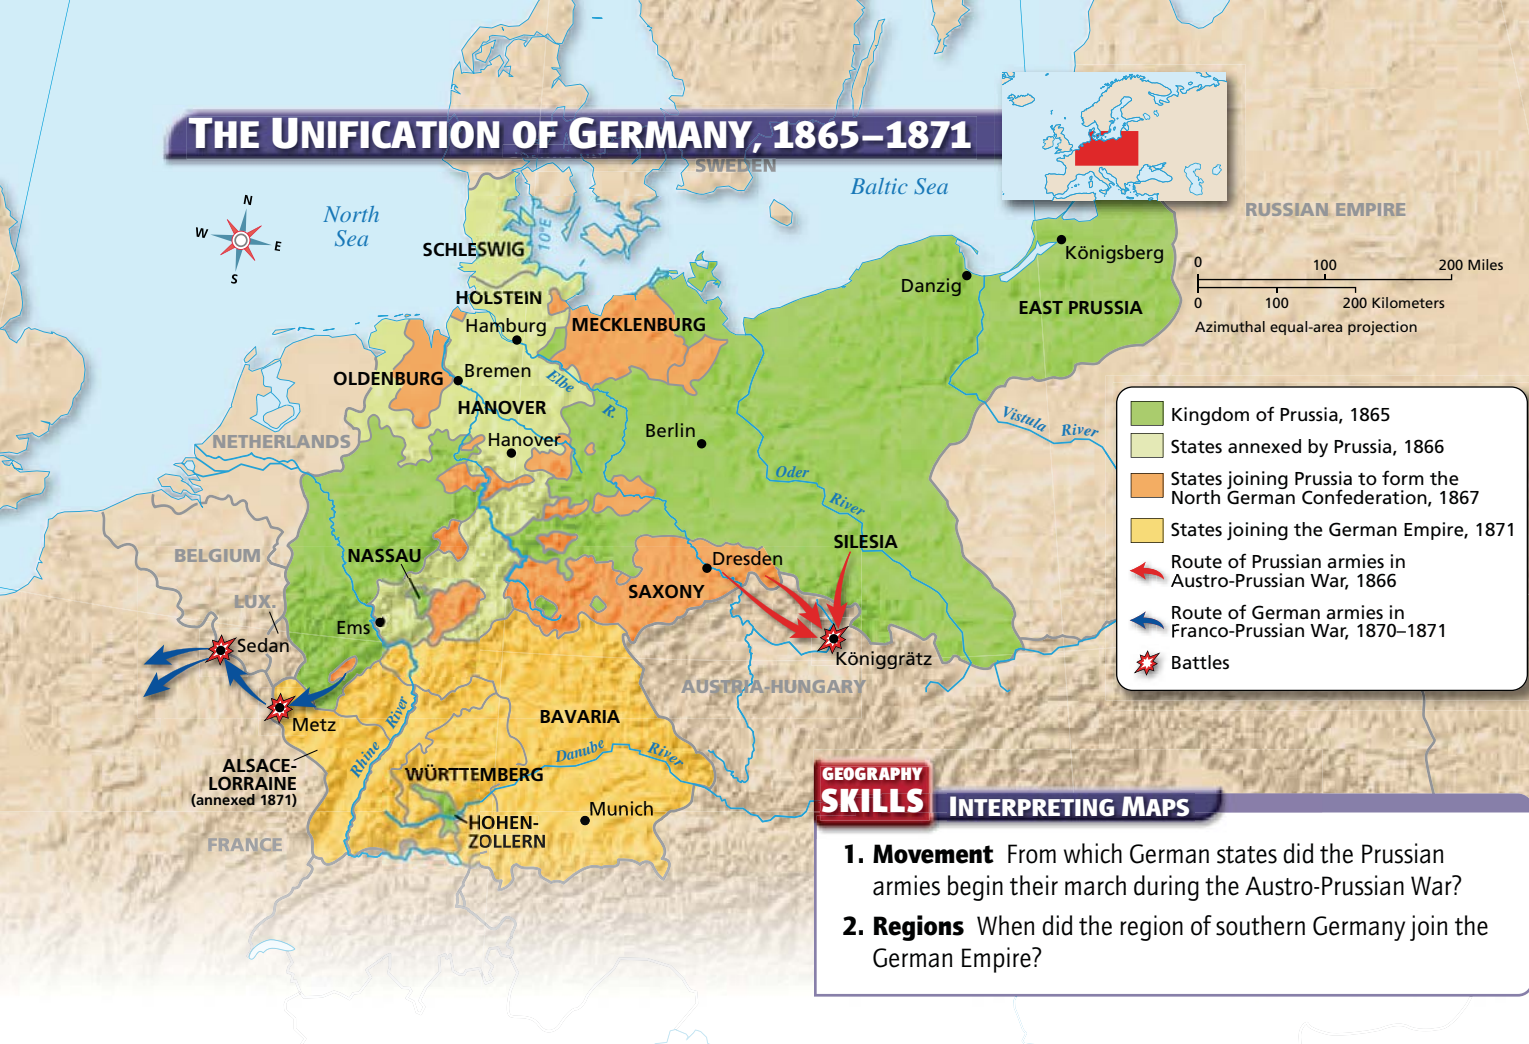 THE UNIFICATION OF GERMANY, 1865–1871
SWEDEN
Baltic Sea
North
Sea
N
W
E
S
10°E
RUSSIAN EMPIRE
SCHLESWIG
Königsberg
0 100 200 Miles
0 100 200 Kilometers
Azimuthal equal-area projection
Danzig
EAST PRUSSIA
HOLSTEIN
Hamburg
MECKLENBURG
OLDENBURG
Bremen
Elbe
R.
HANOVER
Hanover
Berlin
NETHERLANDS
Vistula River
Oder
River
Kingdom of Prussia, 1865
States annexed by Prussia, 1866
States joining Prussia to form the
North German Confederation, 1867
States joining the German Empire, 1871
Route of Prussian armies in
Austro-Prussian War, 1866
Route of German armies in
Franco-Prussian War, 1870–1871
Battles
BELGIUM
NASSAU
SILESIA
Dresden
SAXONY
LUX.
Ems
Sedan
Königgrätz
AUSTRIA-HUNGARY
Metz
Rhine River
BAVARIA
Danube River
ALSACE-
LORRAINE
(annexed 1871)
WÜRTTEMBERG
Munich
HOHEN-
ZOLLERN
FRANCE
GEOGRAPHY
SKILLS
INTERPRETING MAPS
1. Movement From which German states did the Prussian
armies begin their march during the Austro-Prussian War?
2. Regions When did the region of southern Germany join the
German Empire?